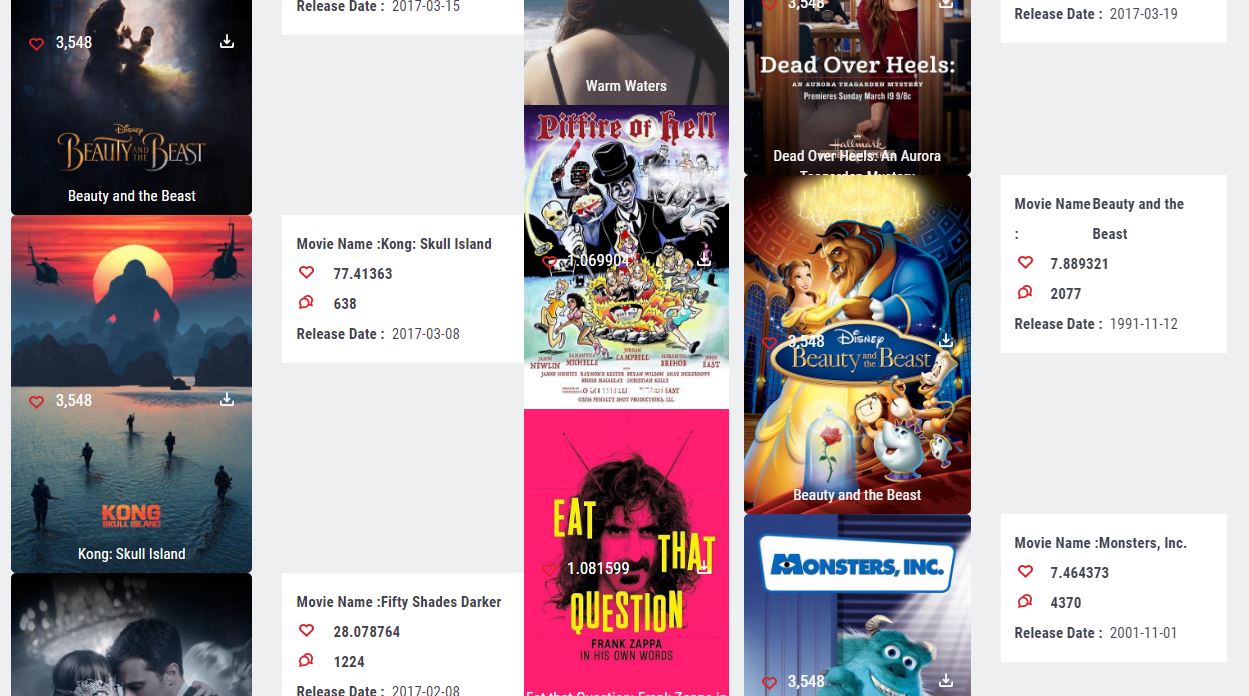 Release Date : 2017-03-15
3,548
Disney
BEAUTY AND THE BEAST
Beauty and the Beast
Movie Name :Kong: Skull Island
77.41363
638
Release Date : 2017-03-08
3,548
KONG
SKULL ISLAND
Kong: Skull Island
Movie Name :Fifty Shades Darker
28.078764
1224
Release Date : 2017-02-08
Warm Waters
Pitfire of Hell
1.069904
JASON NEWLIN
SAMANTHA MICHELLE
JORDAN CAMPBELL
ELIZABETH BREHOB
JOHN EAST
©2016 PENALTY SHOT PRODUCTIONS, LLC
EAT
THAT
1.081599
QUESTION
FRANK ZAPPA
IN HIS OWN WORDS
Eat that Question: Frank Zappa in
3,548
Dead Over Heels:
AN AURORA TEAGARDEN MYSTERY
Premieres Sunday March 19 9/8c
Hallmark
Dead Over Heels: An Aurora
Teagarden Mystery
Release Date : 2017-03-19
3,548
Disney
Beauty and the Beast
Beauty and the Beast
Movie Name Beauty and the
: Beast
7.889321
2077
Release Date : 1991-11-12
MONSTERS, INC.
3,548
Movie Name :Monsters, Inc.
7.464373
4370
Release Date : 2001-11-01